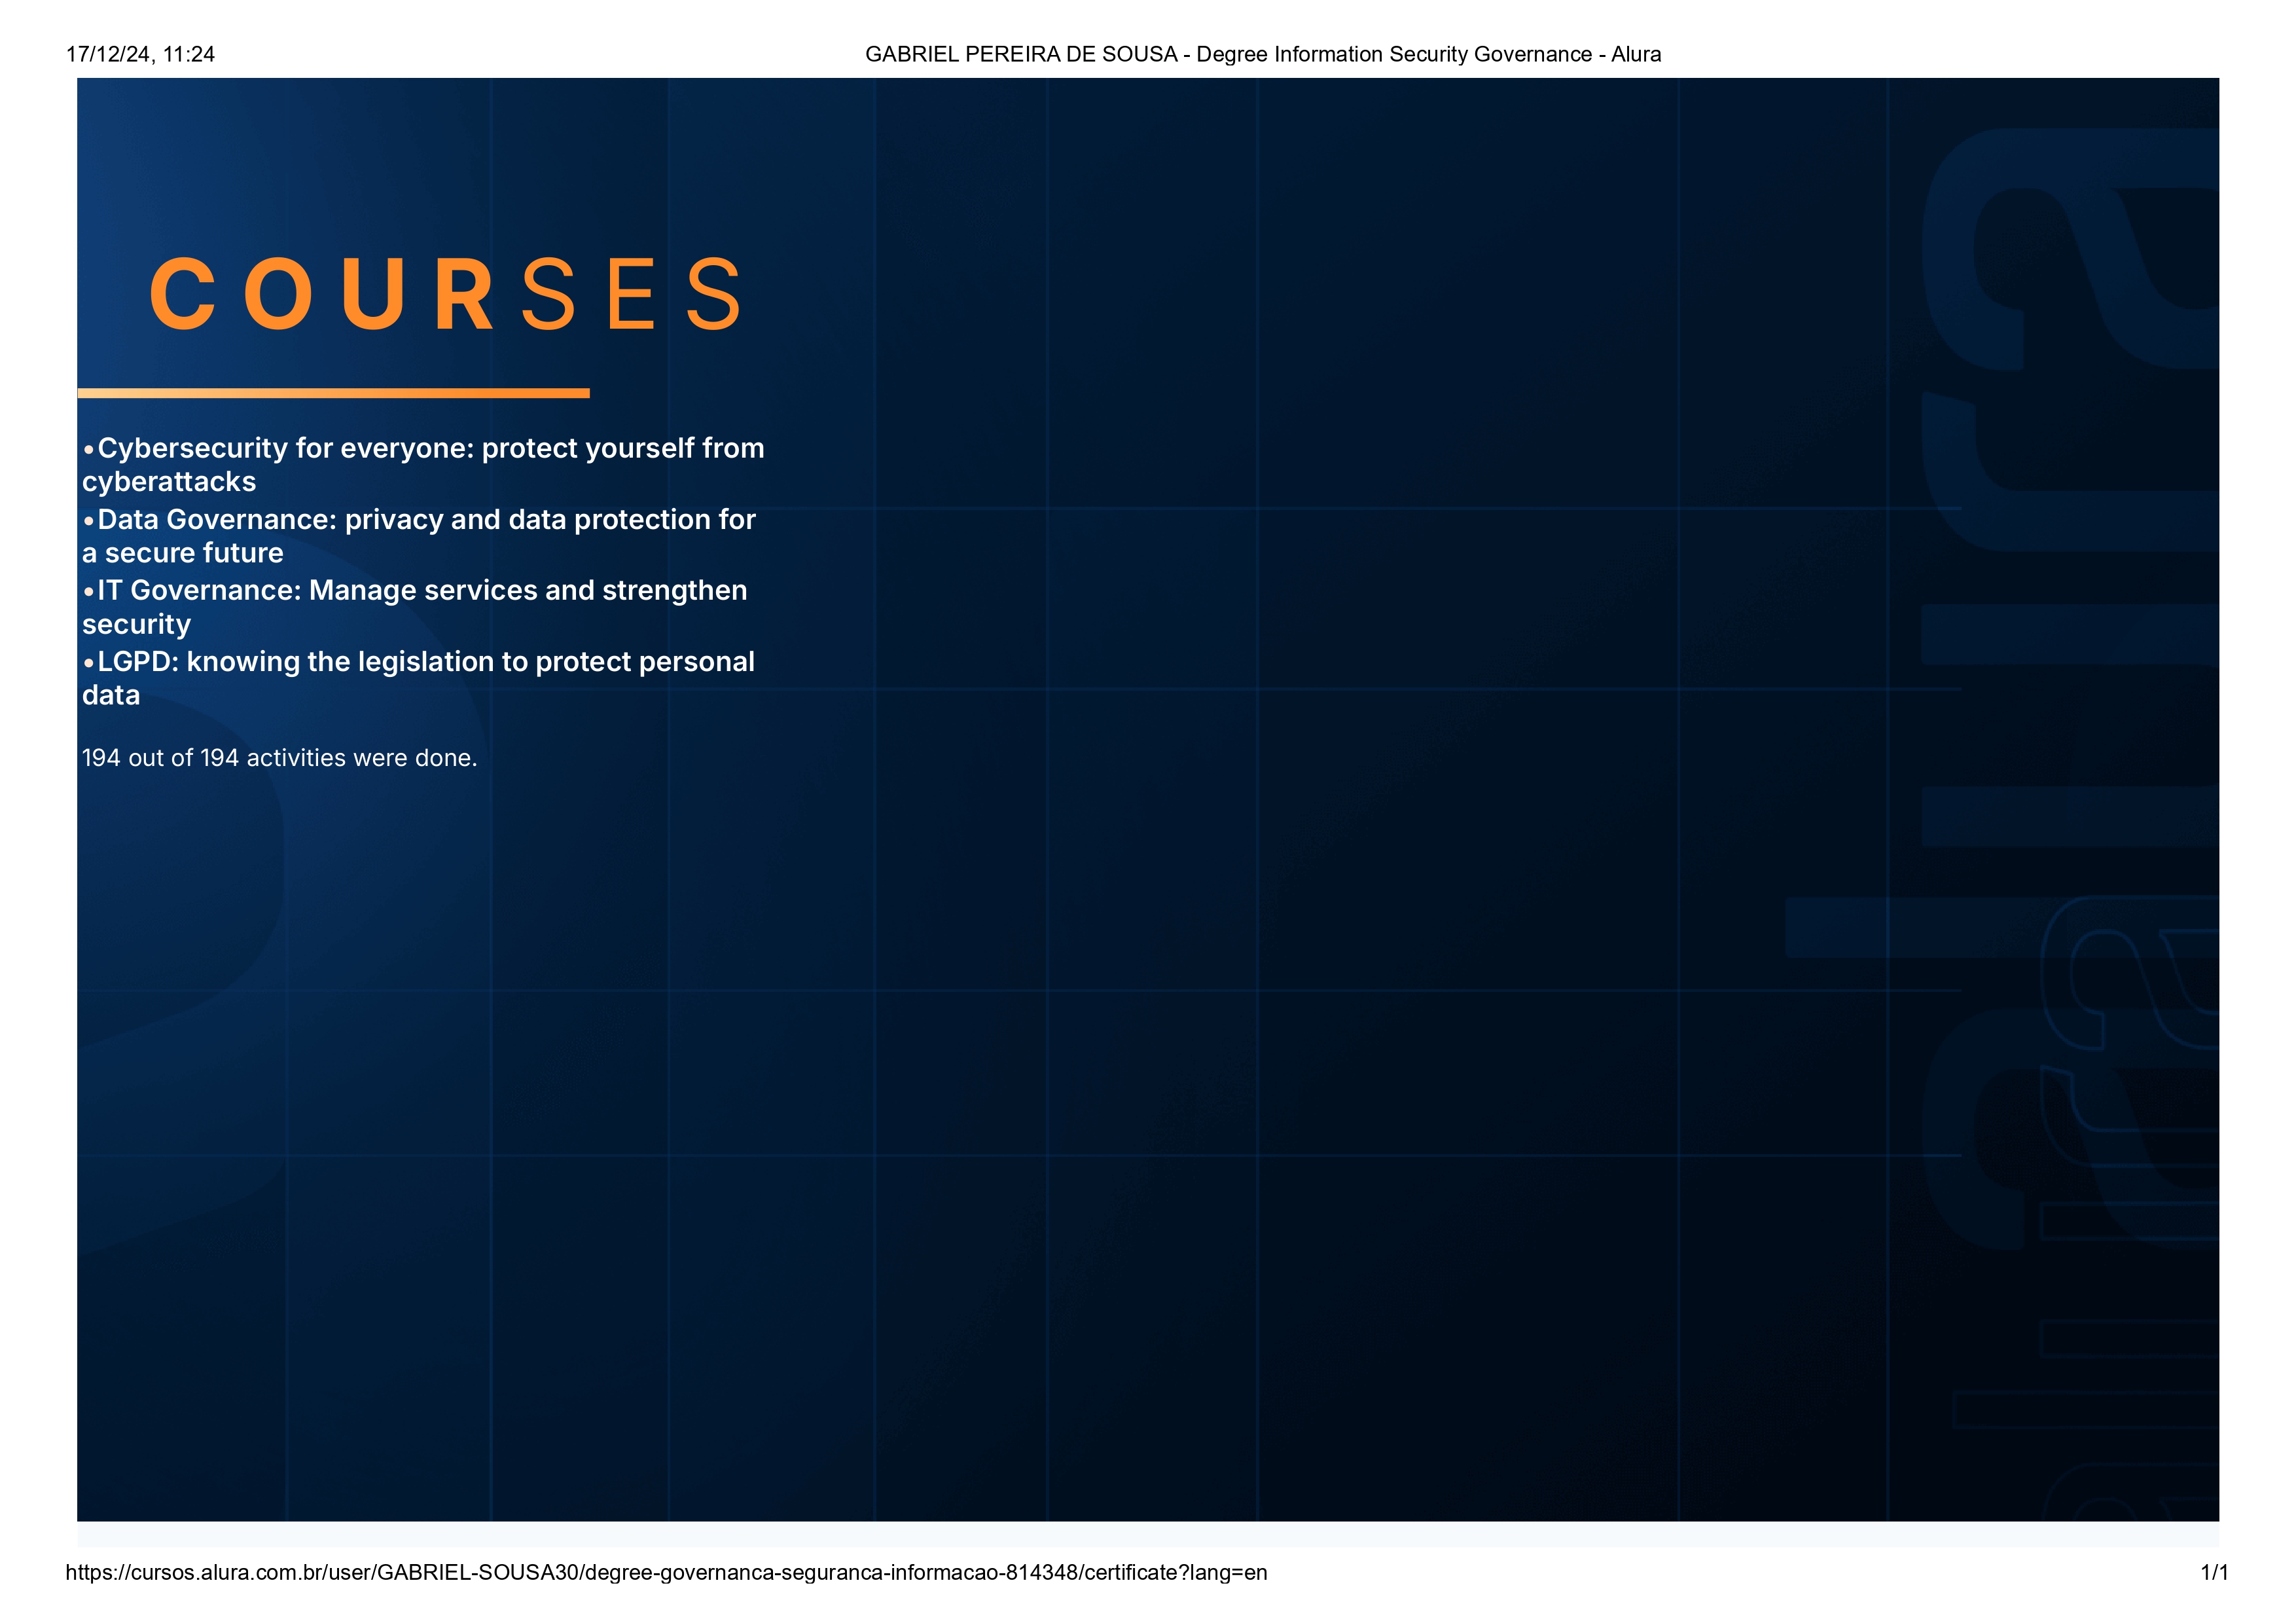 17/12/24, 11:24
GABRIEL PEREIRA DE SOUSA - Degree Information Security Governance - Alura
COURSES
•Cybersecurity for everyone: protect yourself from
cyberattacks
•Data Governance: privacy and data protection for
a secure future
•IT Governance: Manage services and strengthen
security
•LGPD: knowing the legislation to protect personal
data
194 out of 194 activities were done.
alura
alura
https://cursos.alura.com.br/user/GABRIEL-SOUSA30/degree-governanca-seguranca-informacao-814348/certificate?lang=en
1/1